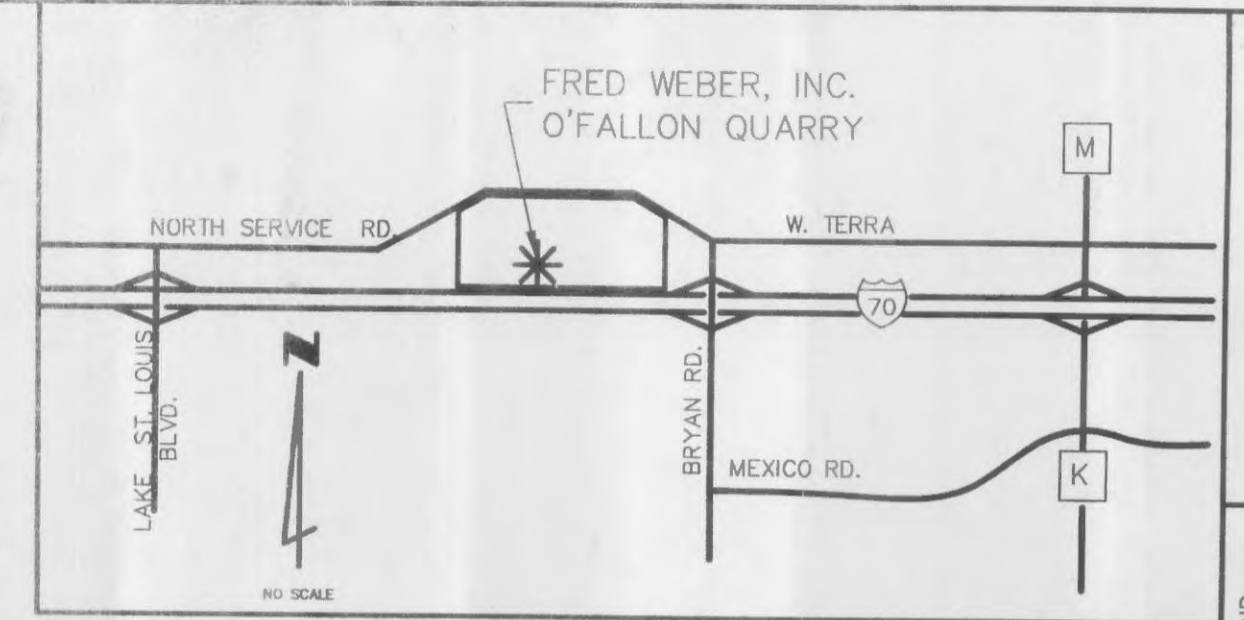 FRED WEBER, INC.
O'FALLON QUARRY
M
NORTH SERVICE RD.
W. TERRA
70
LAKE ST. LOUIS
BLVD.
N
BRYAN RD.
MEXICO RD.
K
NO SCALE